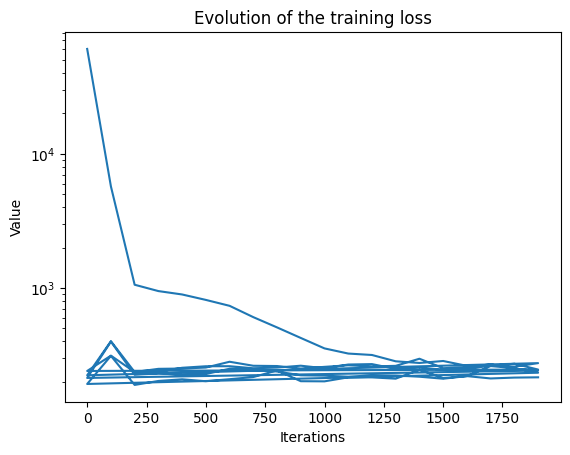 Evolution of the training loss
Value
10^4
10^3
0 250 500 750 1000 1250 1500 1750
Iterations